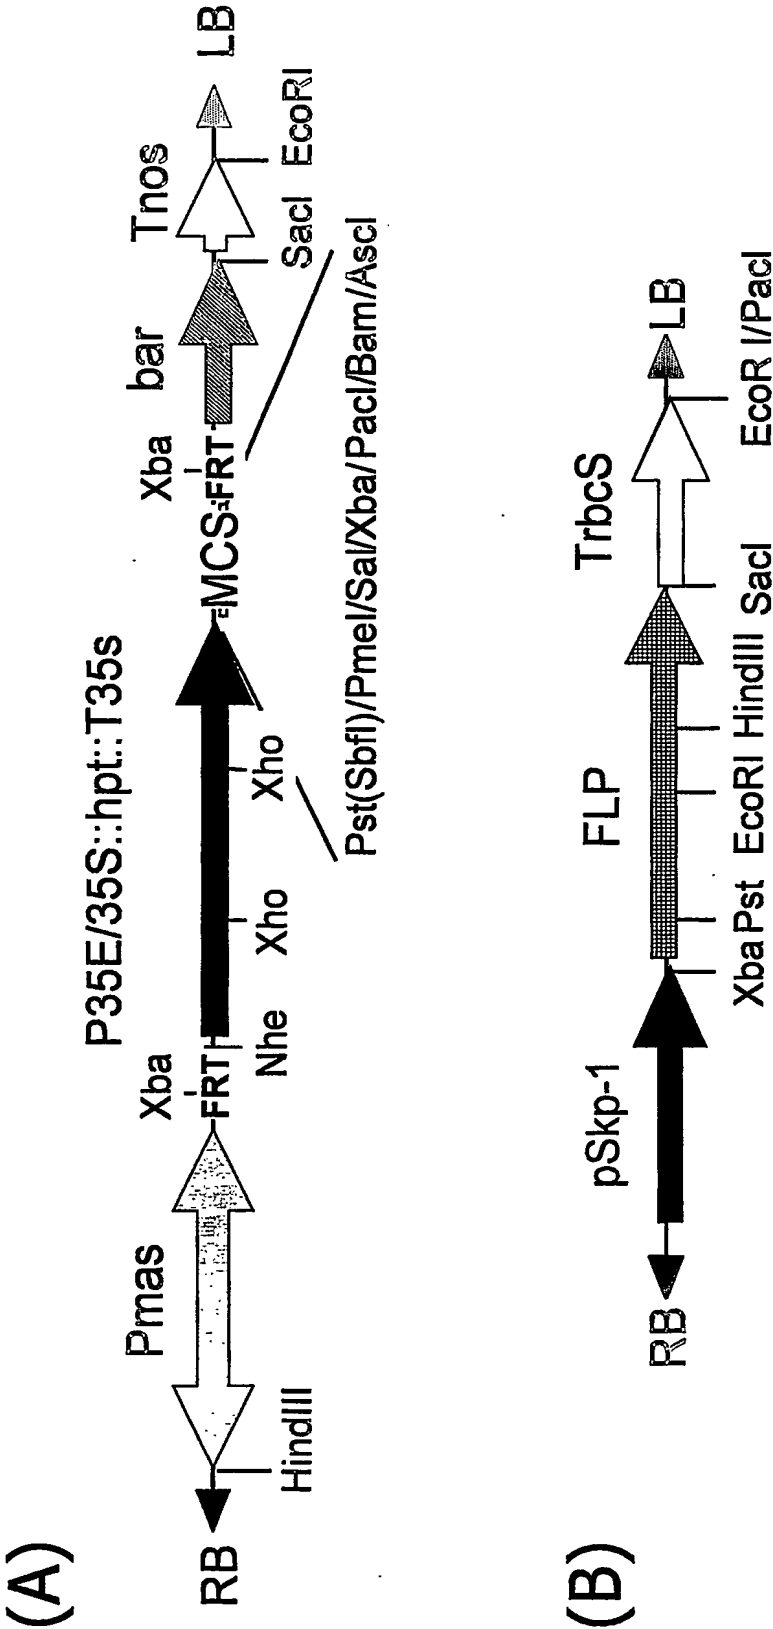 (A)
P35E/35S::hpt::T35s
Pmas Xba Xba bar Tnos
RB FRT MCS FRT LB
HindIII Nhe Xho Xho SacI EcoRI
Pst(SbfI)/PmeI/Sal/Xba/PacI/Bam/AscI
(B)
pSkp-1 FLP TrbcS
RB LB
Xba Pst EcoRI HindIII SacI EcoR I/PacI